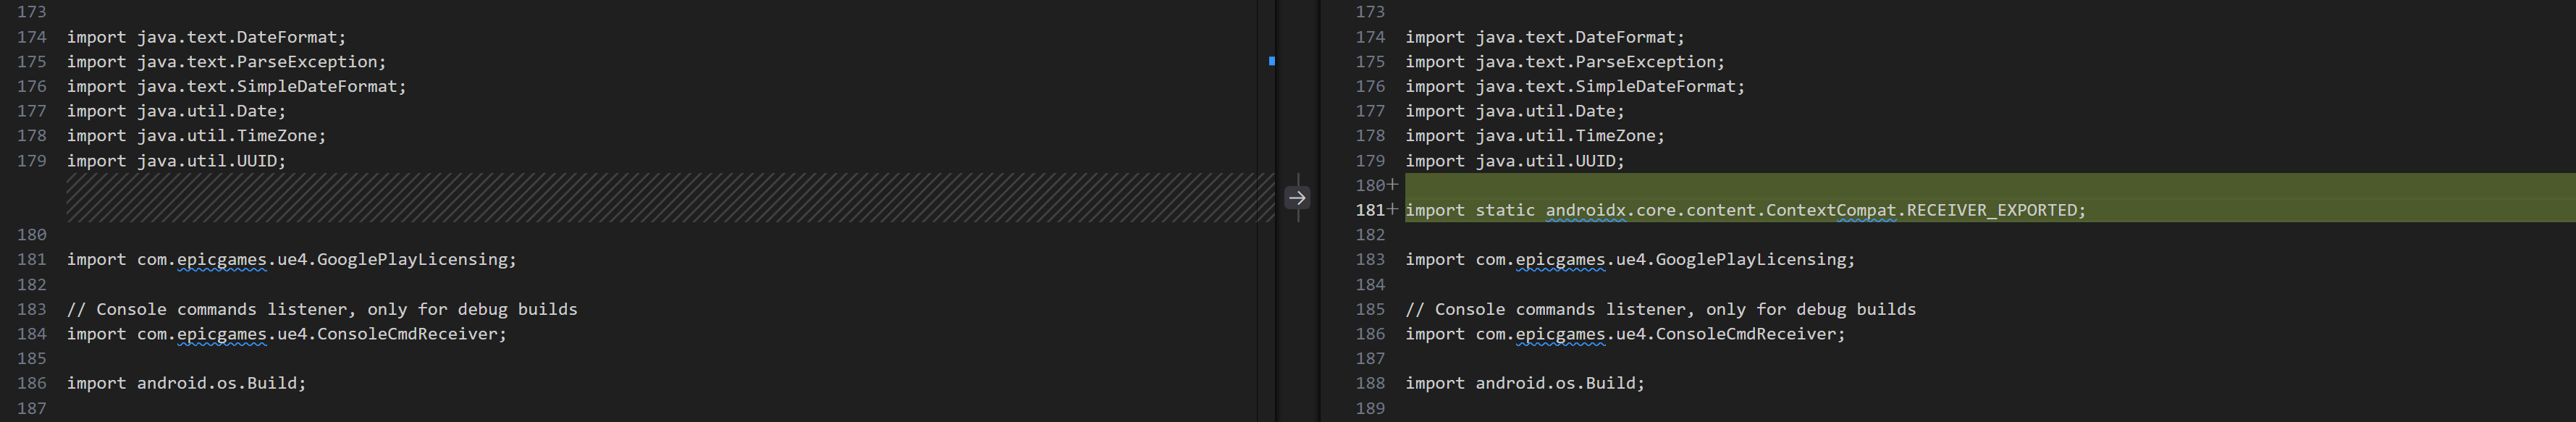 173
174 import java.text.DateFormat;
175 import java.text.ParseException;
176 import java.text.SimpleDateFormat;
177 import java.util.Date;
178 import java.util.TimeZone;
179 import java.util.UUID;
180
181 import com.epicgames.ue4.GooglePlayLicensing;
182
183 // Console commands listener, only for debug builds
184 import com.epicgames.ue4.ConsoleCmdReceiver;
185
186 import android.os.Build;
187
173
174 import java.text.DateFormat;
175 import java.text.ParseException;
176 import java.text.SimpleDateFormat;
177 import java.util.Date;
178 import java.util.TimeZone;
179 import java.util.UUID;
180+
181+ import static androidx.core.content.ContextCompat.RECEIVER_EXPORTED;
182
183 import com.epicgames.ue4.GooglePlayLicensing;
184
185 // Console commands listener, only for debug builds
186 import com.epicgames.ue4.ConsoleCmdReceiver;
187
188 import android.os.Build;
189